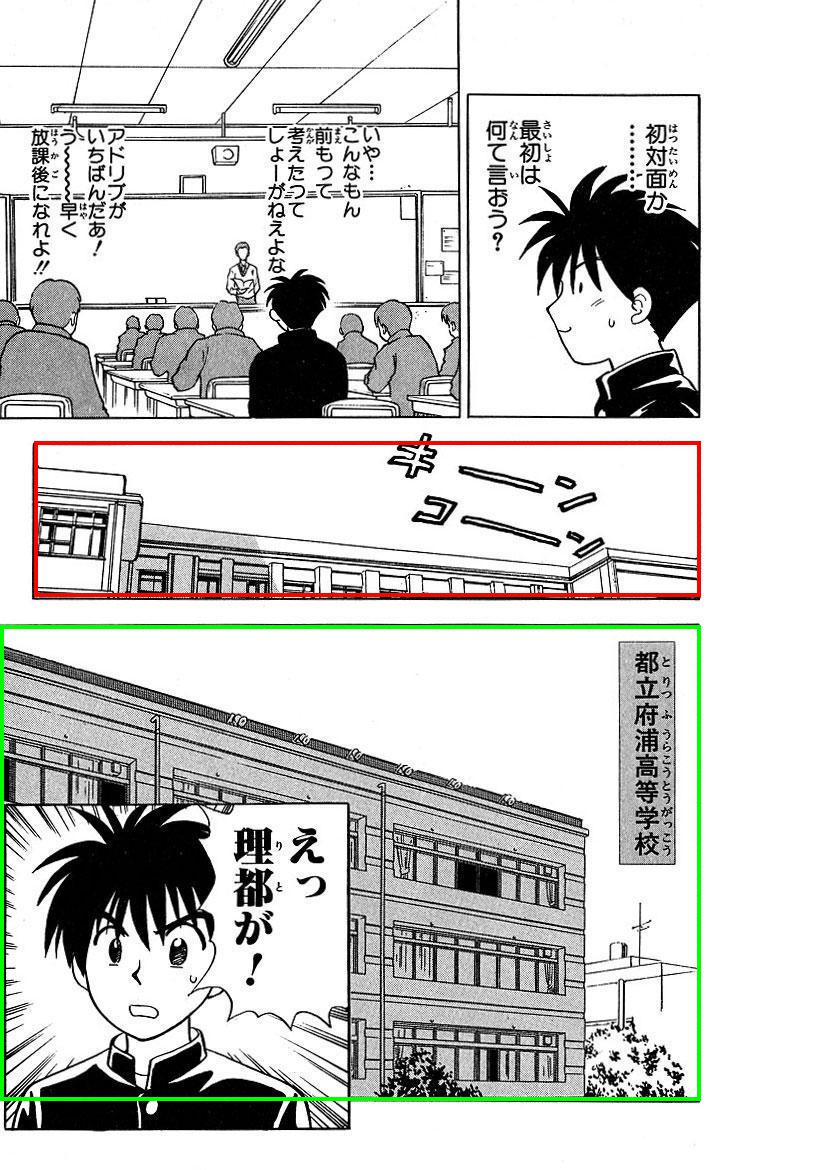 初対面か
………
最初は
何て言おう？
いや…
こんなもん
前もって
考えたって
しょーがねえよな
アドリブが
いちばんだあ！
う～～～早く
放課後になれよ!!
キーン
コーン
都立府浦高等学校
えっ
理都が！